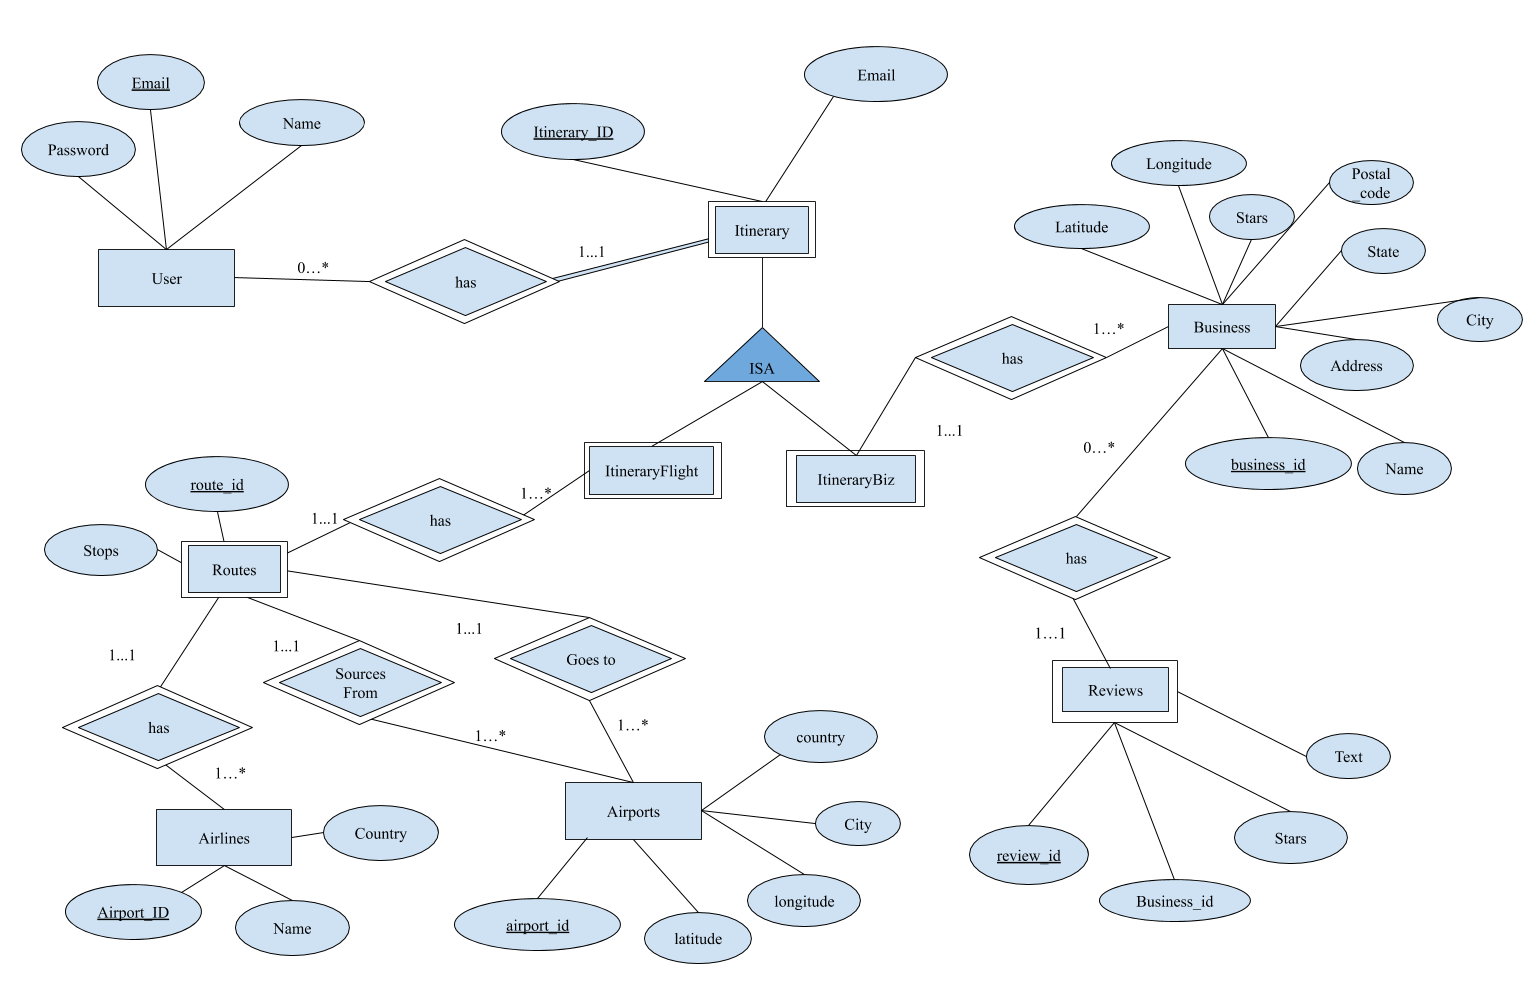 Email
Email
Name
Itinerary_ID
Password
Longitude
Postal
_code
Stars
Latitude
Itinerary
State
1...1
0...*
User
has
City
1...*
Business
has
Address
ISA
1...1
0...*
business_id
Name
ItineraryFlight
ItineraryBiz
route_id
1...*
1...1
has
Stops
has
Routes
1...1
1...1
1...1
1...1
Goes to
Sources
From
Reviews
has
1...*
1...*
country
Text
1...*
Airports
City
Country
Airlines
Stars
review_id
longitude
Business_id
Airport_ID
airport_id
Name
latitude